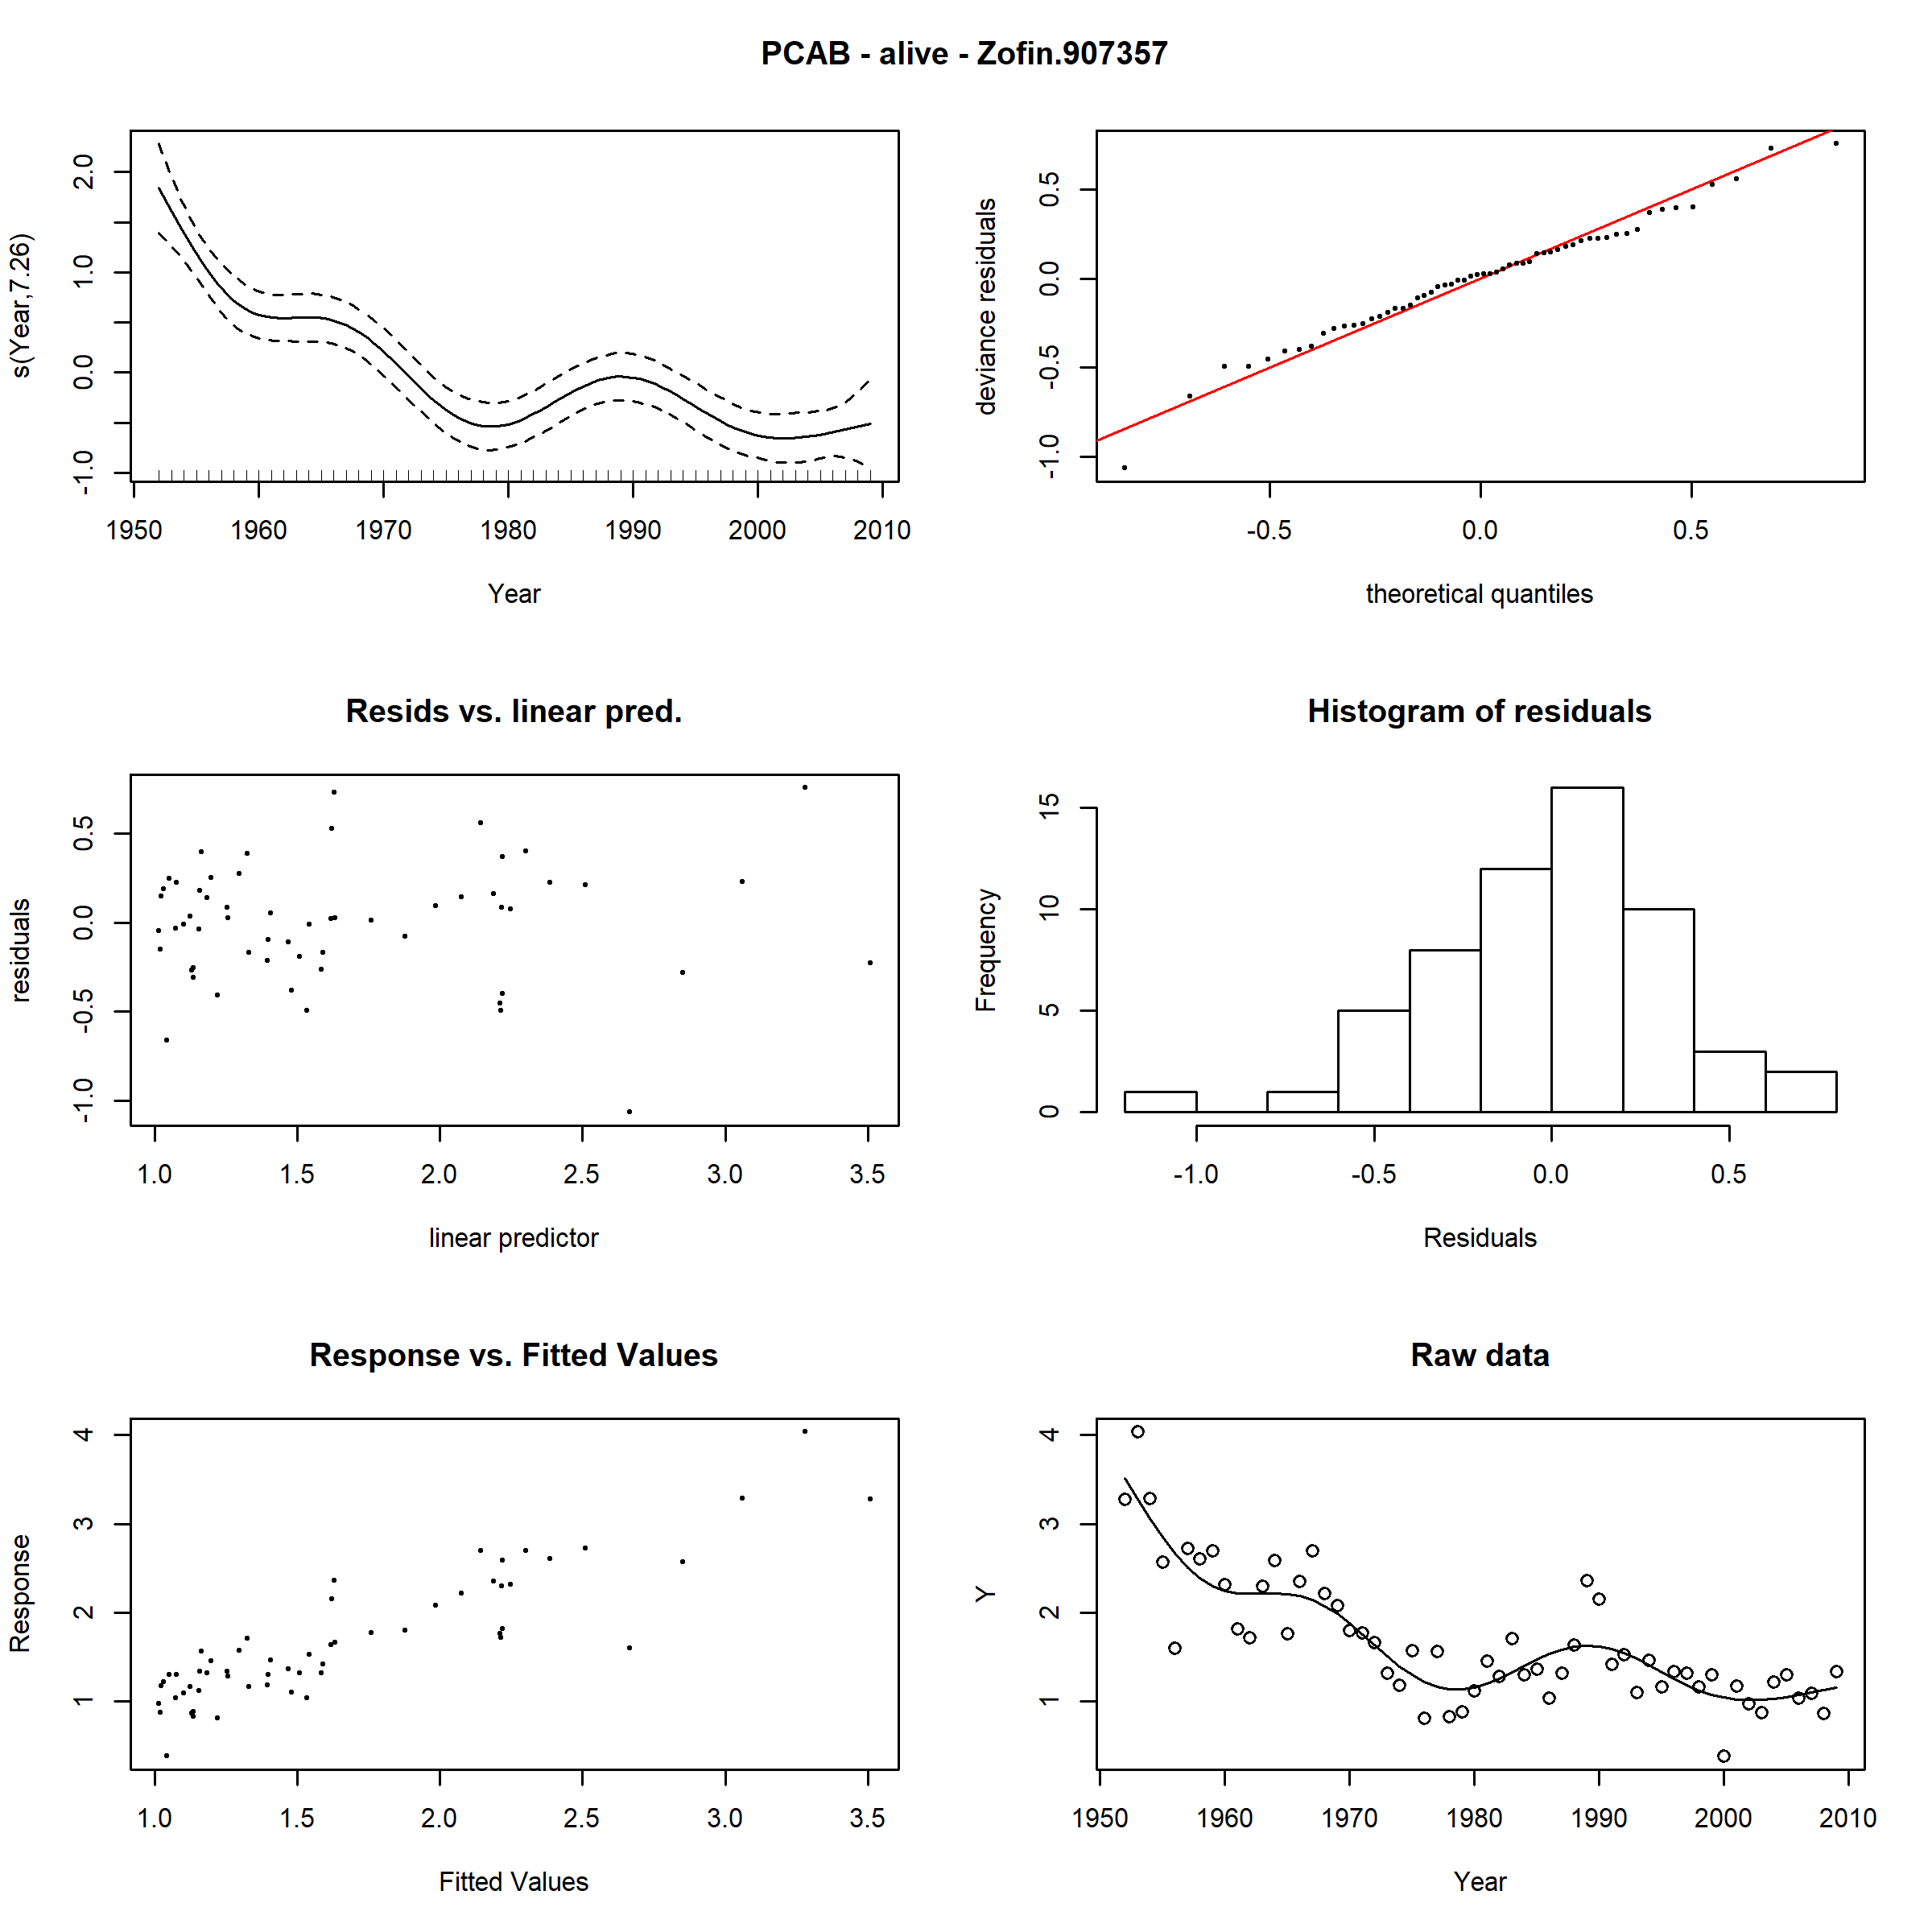 PCAB - alive - Zofin.907357
s(Year,7.26)
-1.0 0.0 1.0 2.0
1950 1960 1970 1980 1990 2000 2010
Year
deviance residuals
-1.0 -0.5 0.0 0.5
-0.5 0.0 0.5
theoretical quantiles
Resids vs. linear pred.
residuals
-1.0 -0.5 0.0 0.5
1.0 1.5 2.0 2.5 3.0 3.5
linear predictor
Histogram of residuals
Frequency
0 5 10 15
-1.0 -0.5 0.0 0.5
Residuals
Response vs. Fitted Values
Response
1 2 3 4
1.0 1.5 2.0 2.5 3.0 3.5
Fitted Values
Raw data
Y
1 2 3 4
1950 1960 1970 1980 1990 2000 2010
Year